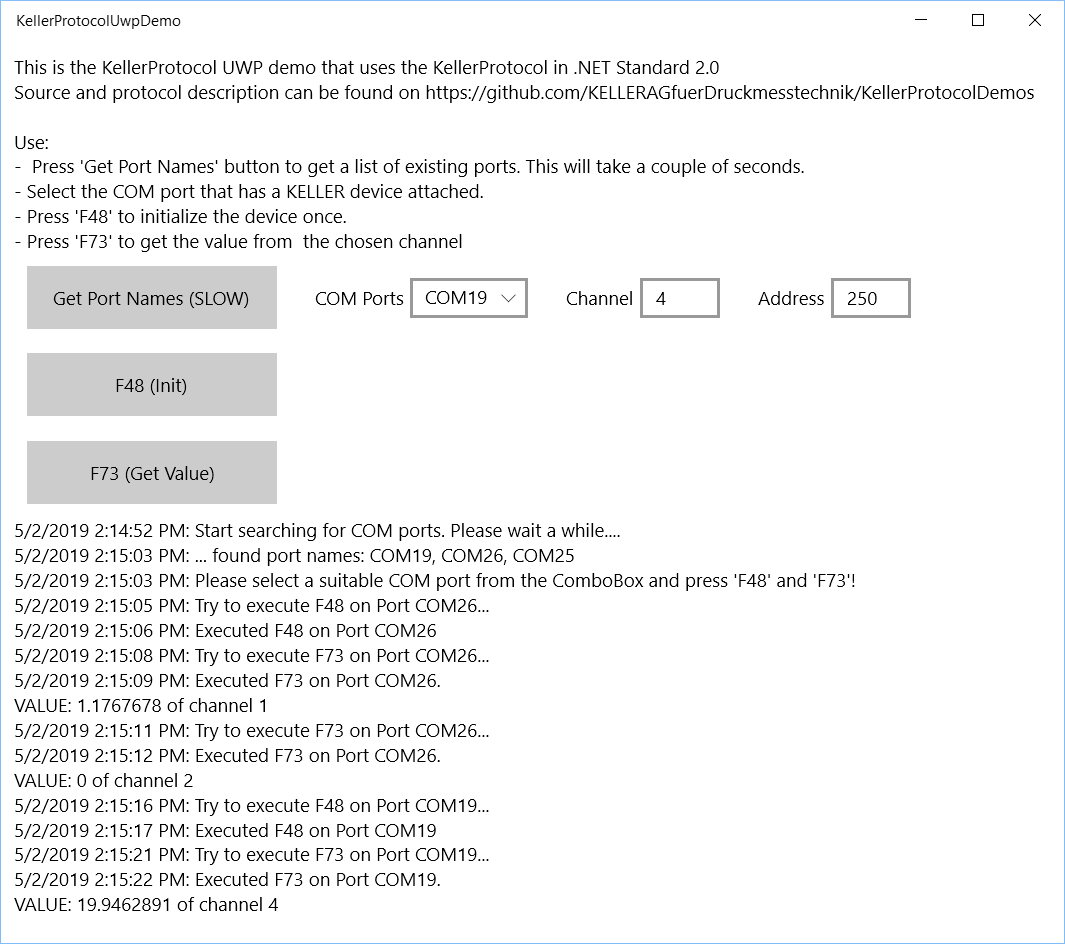 KellerProtocolUwpDemo
This is the KellerProtocol UWP demo that uses the KellerProtocol in .NET Standard 2.0
Source and protocol description can be found on https://github.com/KELLERAGfuerDruckmesstechnik/KellerProtocolDemos
Use:
-  Press 'Get Port Names' button to get a list of existing ports. This will take a couple of seconds.
- Select the COM port that has a KELLER device attached.
- Press 'F48' to initialize the device once.
- Press 'F73' to get the value from  the chosen channel
Get Port Names (SLOW) COM Ports COM19 Channel 4 Address 250
F48 (Init)
F73 (Get Value)
5/2/2019 2:14:52 PM: Start searching for COM ports. Please wait a while....
5/2/2019 2:15:03 PM: ... found port names: COM19, COM26, COM25
5/2/2019 2:15:03 PM: Please select a suitable COM port from the ComboBox and press 'F48' and 'F73'!
5/2/2019 2:15:05 PM: Try to execute F48 on Port COM26...
5/2/2019 2:15:06 PM: Executed F48 on Port COM26
5/2/2019 2:15:08 PM: Try to execute F73 on Port COM26...
5/2/2019 2:15:09 PM: Executed F73 on Port COM26.
VALUE: 1.1767678 of channel 1
5/2/2019 2:15:11 PM: Try to execute F73 on Port COM26...
5/2/2019 2:15:12 PM: Executed F73 on Port COM26.
VALUE: 0 of channel 2
5/2/2019 2:15:16 PM: Try to execute F48 on Port COM19...
5/2/2019 2:15:17 PM: Executed F48 on Port COM19
5/2/2019 2:15:21 PM: Try to execute F73 on Port COM19...
5/2/2019 2:15:22 PM: Executed F73 on Port COM19.
VALUE: 19.9462891 of channel 4